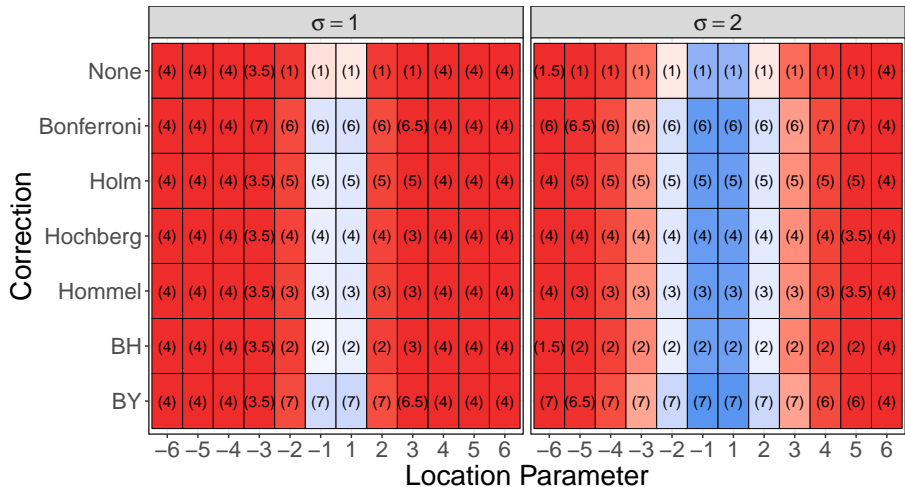 σ = 1
σ = 2
None (4) (4) (4) (3.5) (1) (1) (1) (1) (1) (4) (4) (4) (1.5) (1) (1) (1) (1) (1) (1) (1) (1) (1) (1) (4)
Bonferroni (4) (4) (4) (7) (6) (6) (6) (6) (6.5) (4) (4) (4) (6) (6.5) (6) (6) (6) (6) (6) (6) (6) (7) (7) (4)
Holm (4) (4) (4) (3.5) (5) (5) (5) (5) (5) (4) (4) (4) (4) (5) (5) (5) (5) (5) (5) (5) (5) (5) (5) (4)
Hochberg (4) (4) (4) (3.5) (4) (4) (4) (4) (3) (4) (4) (4) (4) (4) (4) (4) (4) (4) (4) (4) (4) (4) (3.5) (4)
Hommel (4) (4) (4) (3.5) (3) (3) (3) (3) (3) (4) (4) (4) (4) (3) (3) (3) (3) (3) (3) (3) (3) (3) (3.5) (4)
BH (4) (4) (4) (3.5) (2) (2) (2) (2) (3) (4) (4) (4) (1.5) (2) (2) (2) (2) (2) (2) (2) (2) (2) (2) (4)
BY (4) (4) (4) (3.5) (7) (7) (7) (7) (6.5) (4) (4) (4) (7) (6.5) (7) (7) (7) (7) (7) (7) (7) (6) (6) (4)
−6 −5 −4 −3 −2 −1 1 2 3 4 5 6 −6 −5 −4 −3 −2 −1 1 2 3 4 5 6
Location Parameter
Correction